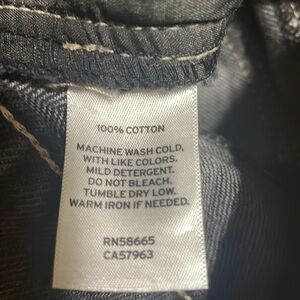 100% COTTON
MACHINE WASH COLD,
WITH LIKE COLORS.
MILD DETERGENT.
DO NOT BLEACH.
TUMBLE DRY LOW.
WARM IRON IF NEEDED.
RN58665
CA57963